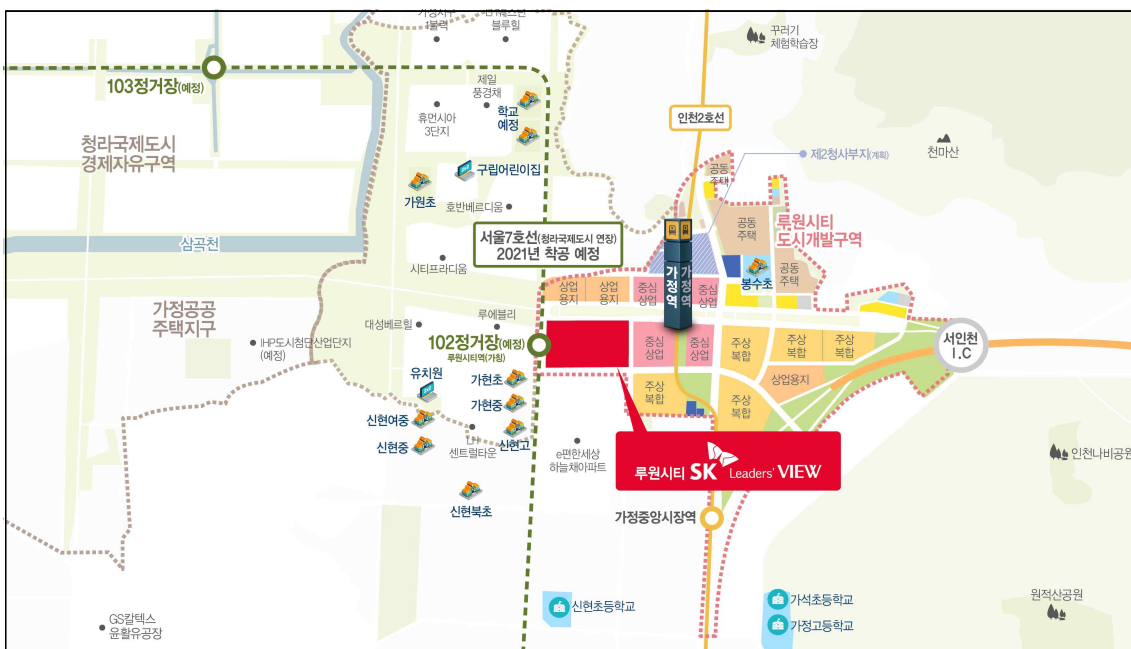 블루힐
꾸러기
체험학습장
103정거장(예정)
제일
풍경채
휴먼시아
3단지
학교
예정
인천2호선
청라국제도시
경제자유구역
구립어린이집
가원초
호반베르디움
제2청사부지(계획)
천마산
공동
주택
루원시티
도시개발구역
공동
주택
공동
주택
봉수초
삼곡천
서울7호선(청라국제도시 연장)
2021년 착공 예정
시티프라디움
가정역
가정역
상업
용지
상업
용지
중심
상업
중심
상업
가정공공
주택지구
루에브리
대성베르힐
IHP도시첨단산업단지
(예정)
102정거장(예정)
루원시티역(가칭)
중심
상업
중심
상업
주상
복합
주상
복합
주상
복합
서인천
I.C
유치원
가현초
가현중
신현여중
신현중
신현고
LH
센트럴타운
e편한세상
하늘채아파트
주상
복합
주상
복합
상업용지
루원시티 SK Leaders' VIEW
인천나비공원
신현북초
가정중앙시장역
신현초등학교
가석초등학교
가정고등학교
원적산공원
GS칼텍스
윤활유공장